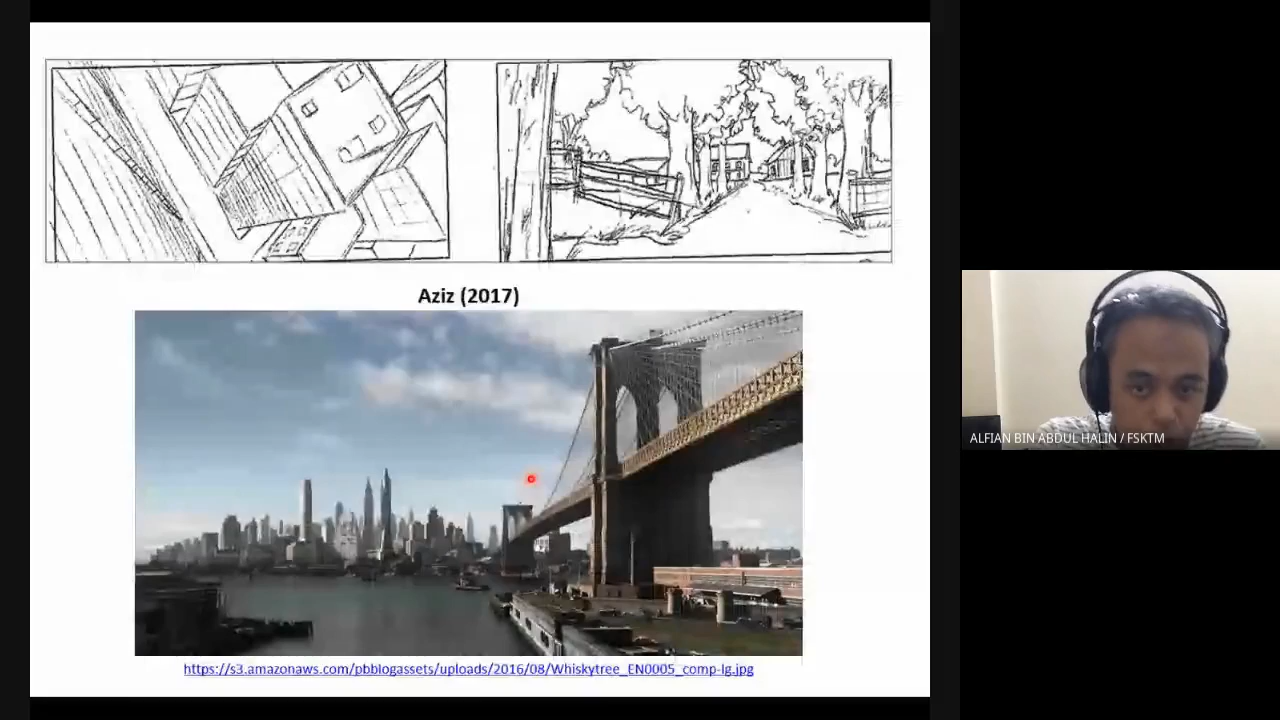 Aziz (2017)
https://s3.amazonaws.com/pbblogassets/uploads/2016/08/Whiskytree_EN0005_comp-lg.jpg
ALFIAN BIN ABDUL HALIN / FSKTM